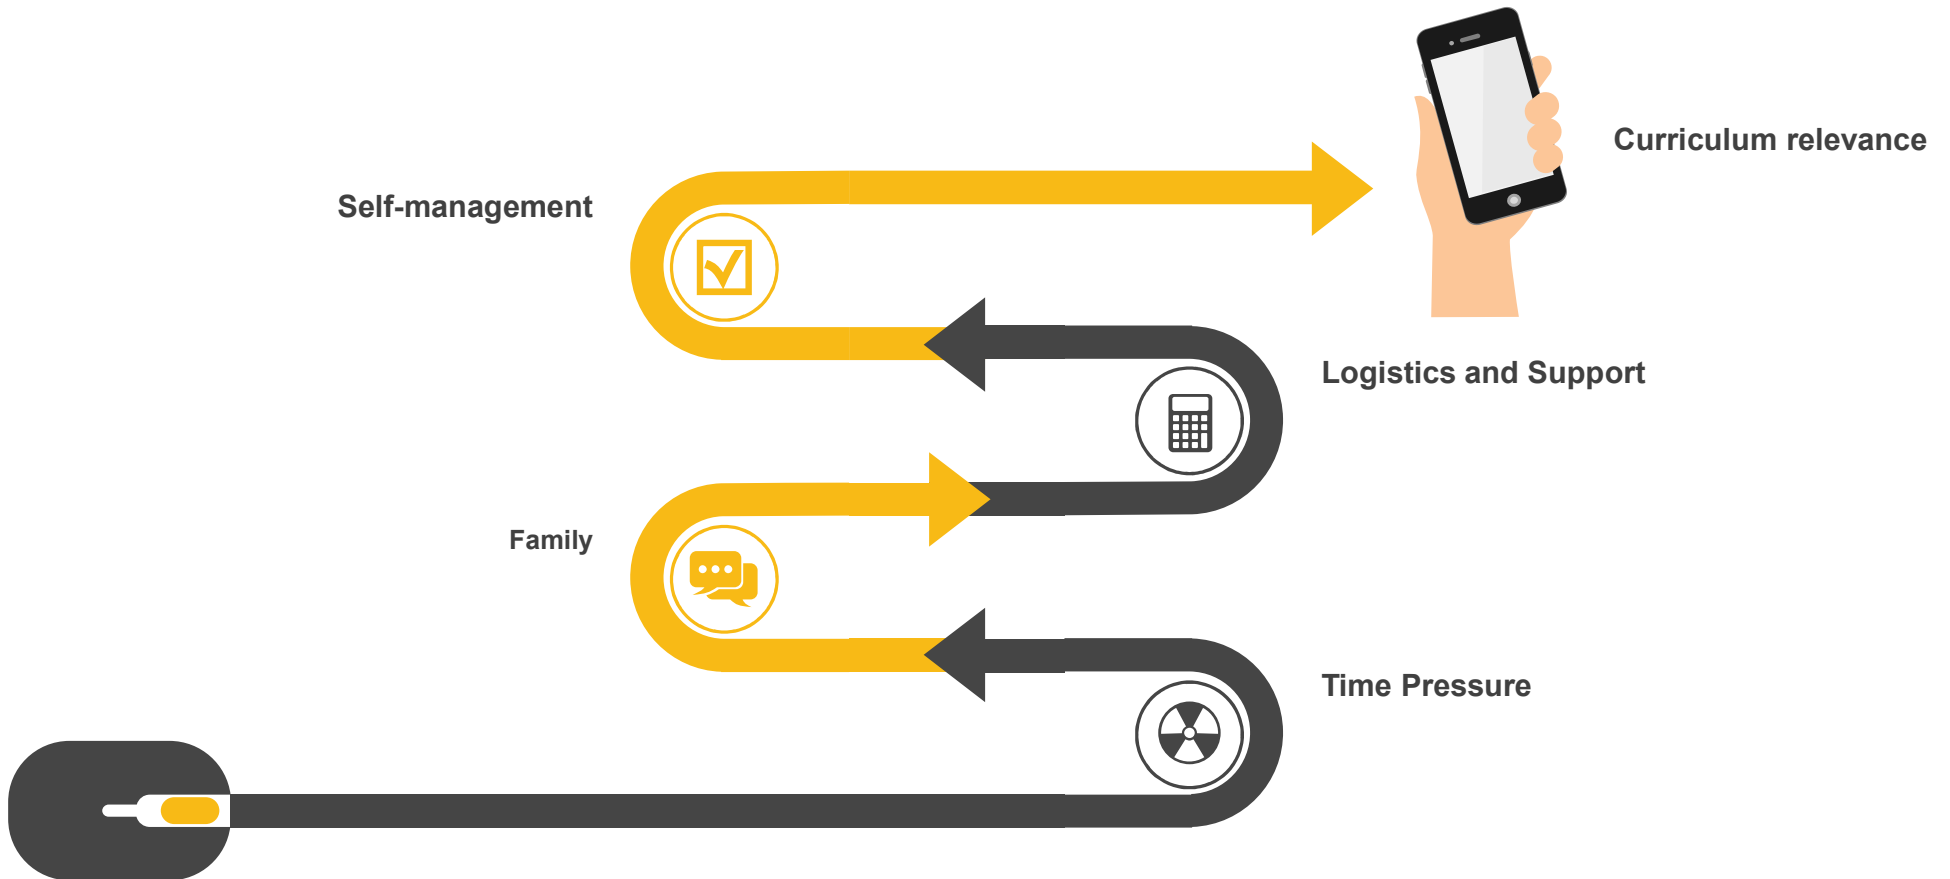 Curriculum relevance
Self-management
Logistics and Support
Family
Time Pressure